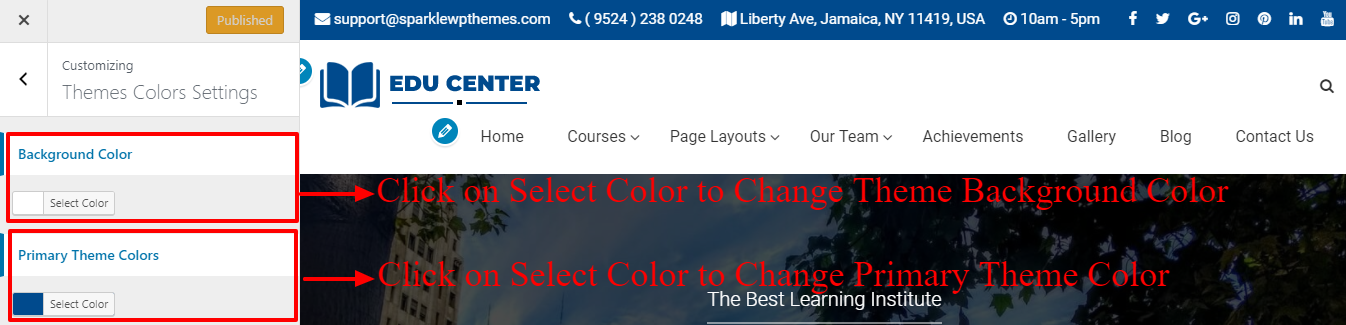 Published
Customizing
Themes Colors Settings
Background Color
Select Color
Primary Theme Colors
Select Color
support@sparklewpthemes.com ( 9524 ) 238 0248 Liberty Ave, Jamaica, NY 11419, USA 10am - 5pm
EDU CENTER
Home Courses Page Layouts Our Team Achievements Gallery Blog Contact Us
Click on Select Color to Change Theme Background Color
Click on Select Color to Change Primary Theme Color
The Best Learning Institute